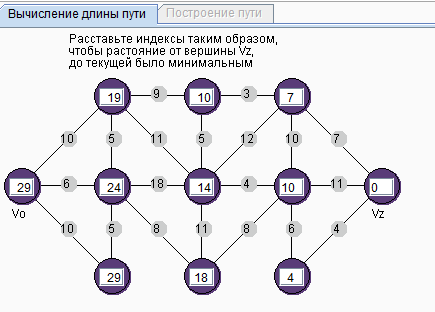 Вычисление длины пути Построение пути
Расставьте индексы таким образом,
чтобы растояние от вершины Vz,
до текущей было минимальным
19 9 10 3 7
10 5 11 5 12 10 7
29 6 24 18 14 4 10 11 0
Vo Vz
10 5 8 11 8 6 4
29 18 4